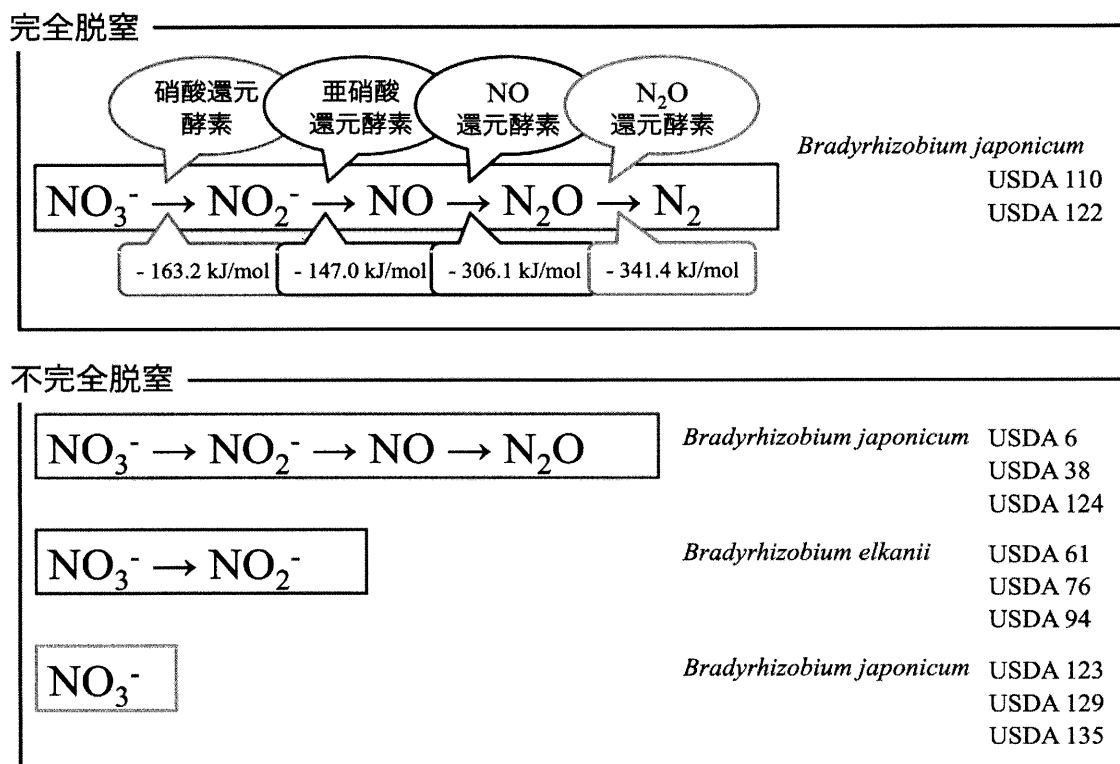 完全脱窒
硝酸還元
酵素
亜硝酸
還元酵素
NO
還元酵素
N₂O
還元酵素
NO₃⁻ → NO₂⁻ → NO → N₂O → N₂
- 163.2 kJ/mol
- 147.0 kJ/mol
- 306.1 kJ/mol
- 341.4 kJ/mol
Bradyrhizobium japonicum
USDA 110
USDA 122
不完全脱窒
NO₃⁻ → NO₂⁻ → NO → N₂O
Bradyrhizobium japonicum USDA 6
USDA 38
USDA 124
NO₃⁻ → NO₂⁻
Bradyrhizobium elkanii USDA 61
USDA 76
USDA 94
NO₃⁻
Bradyrhizobium japonicum USDA 123
USDA 129
USDA 135